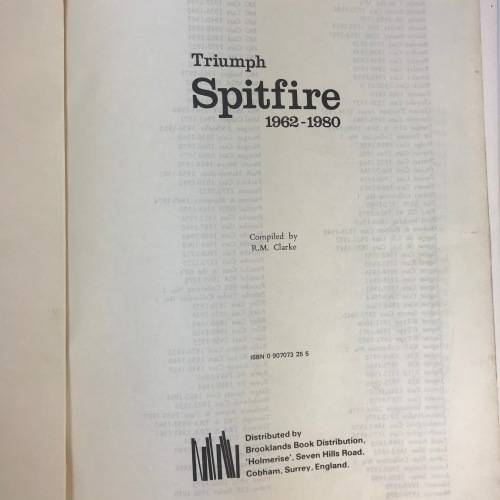 Triumph
Spitfire
1962-1980
Compiled by
R.M. Clarke
ISBN 0 907073 25 5
Distributed by
Brooklands Book Distribution,
'Holmerise', Seven Hills Road,
Cobham, Surrey, England.